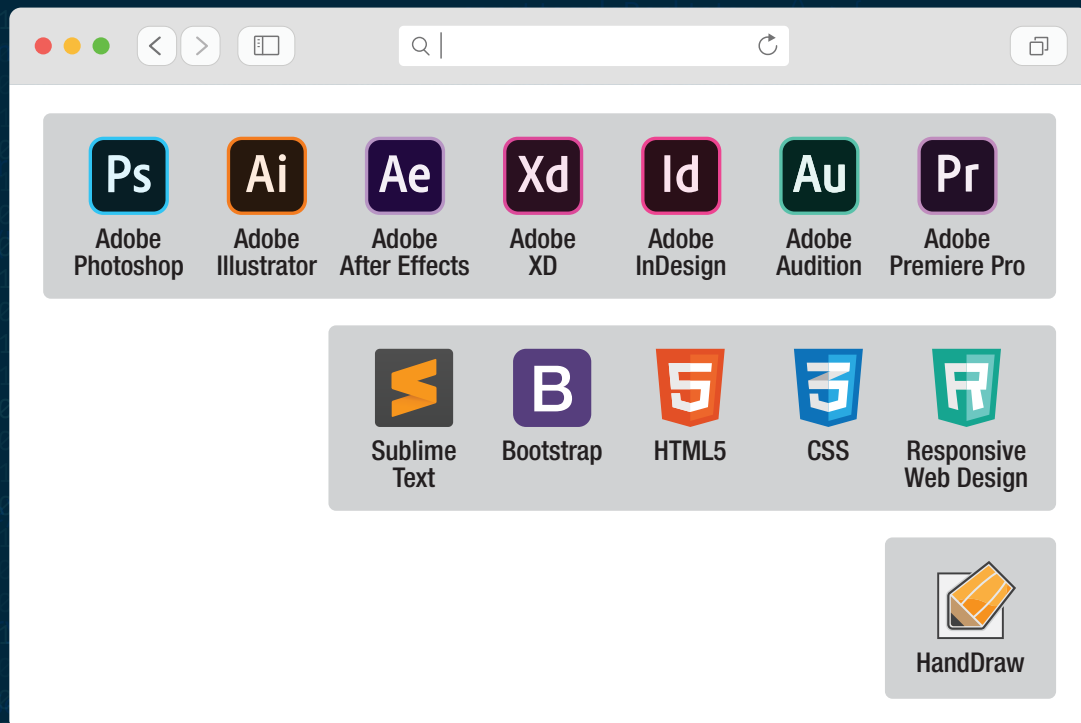 Ps Ai Ae Xd Id Au Pr
Adobe Photoshop
Adobe Illustrator
Adobe After Effects
Adobe XD
Adobe InDesign
Adobe Audition
Adobe Premiere Pro
B 5 3 R
Sublime Text
Bootstrap
HTML5
CSS
Responsive Web Design
HandDraw